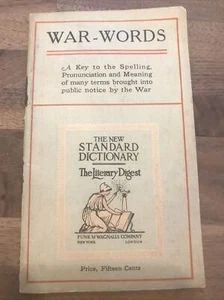 WAR-WORDS
A Key to the Spelling,
Pronunciation and Meaning
of many terms brought into
public notice by the War
THE NEW
STANDARD
DICTIONARY
The Literary Digest
FUNK & WAGNALLS COMPANY
NEW YORK LONDON
Price, Fifteen Cents